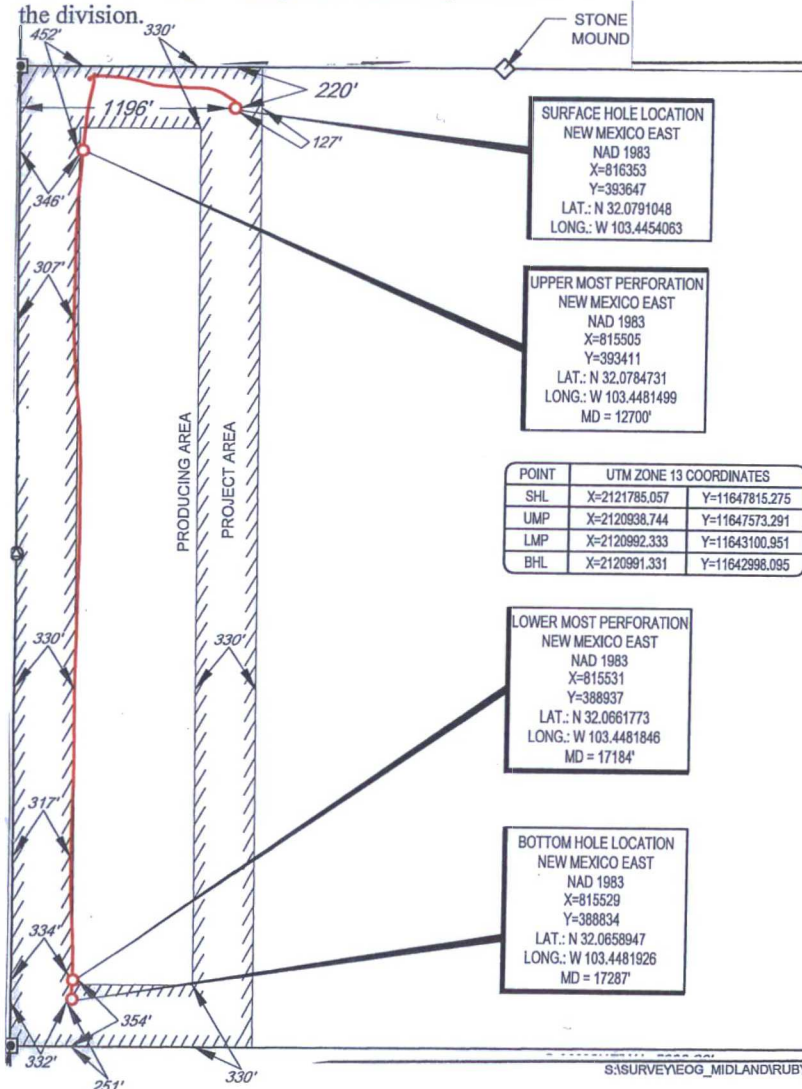 the division.
452'
330'
STONE
MOUND
1196'
220'
127'
346'
307'
SURFACE HOLE LOCATION
NEW MEXICO EAST
NAD 1983
X=816353
Y=393647
LAT.: N 32.0791048
LONG.: W 103.4454063
UPPER MOST PERFORATION
NEW MEXICO EAST
NAD 1983
X=815505
Y=393411
LAT.: N 32.0784731
LONG.: W 103.4481499
MD = 12700'
PRODUCING AREA
PROJECT AREA
POINT UTM ZONE 13 COORDINATES
SHL X=2121785.057 Y=11647815.275
UMP X=2120938.744 Y=11647573.291
LMP X=2120992.333 Y=11643100.951
BHL X=2120991.331 Y=11642998.095
330'
330'
LOWER MOST PERFORATION
NEW MEXICO EAST
NAD 1983
X=815531
Y=388937
LAT.: N 32.0661773
LONG.: W 103.4481846
MD = 17184'
317'
334'
BOTTOM HOLE LOCATION
NEW MEXICO EAST
NAD 1983
X=815529
Y=388834
LAT.: N 32.0658947
LONG.: W 103.4481926
MD = 17287'
354'
332'
251'
330'
S:\SURVEY\EOG_MIDLAND\RUBY